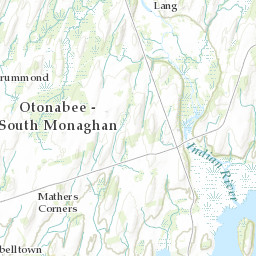 Lang
rummond
Otonabee -
South Monaghan
Indian River
Mathers
Corners
belltown